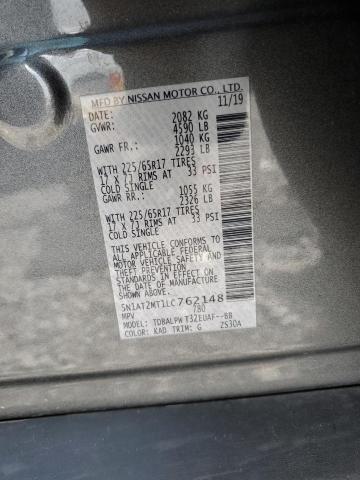 MFD BY NISSAN MOTOR CO., LTD.
DATE: 11/19
GVWR: 2082 KG
4590 LB
GAWR FR.: 1040 KG
2293 LB
WITH 225/65R17 TIRES
17 X 7J RIMS AT 33 PSI
COLD SINGLE
GAWR RR.: 1055 KG
2326 LB
WITH 225/65R17 TIRES
17 X 7J RIMS AT 33 PSI
COLD SINGLE
THIS VEHICLE CONFORMS
TO ALL APPLICABLE FEDERAL
MOTOR VEHICLE SAFETY AND
THEFT PREVENTION
STANDARDS IN EFFECT ON
THE DATE OF MANUFACTURE
SHOWN ABOVE.
5N1AT2MT1LC762148
MPV
MODEL: TDBALPW T32EUAF--BB
COLOR: KAD TRIM: G ZS30A